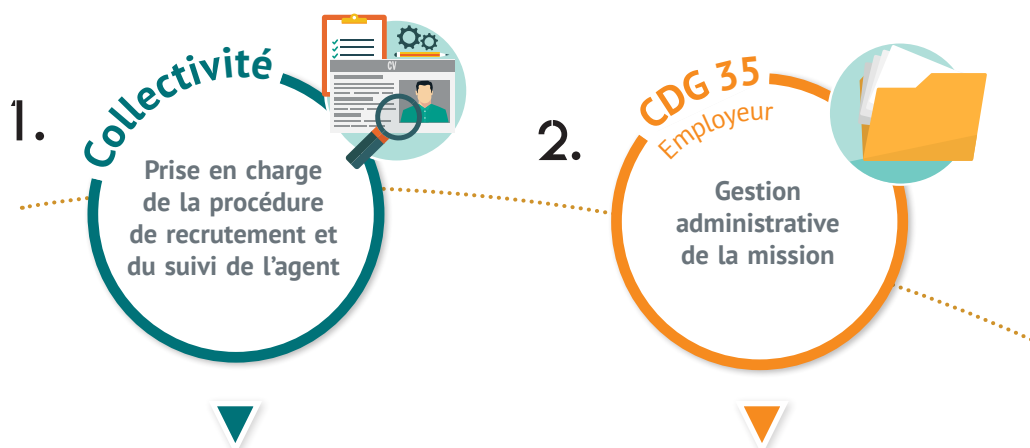 1.
Collectivité
CV
Prise en charge
de la procédure
de recrutement et
du suivi de l’agent
2.
CDG 35
Employeur
Gestion
administrative
de la mission